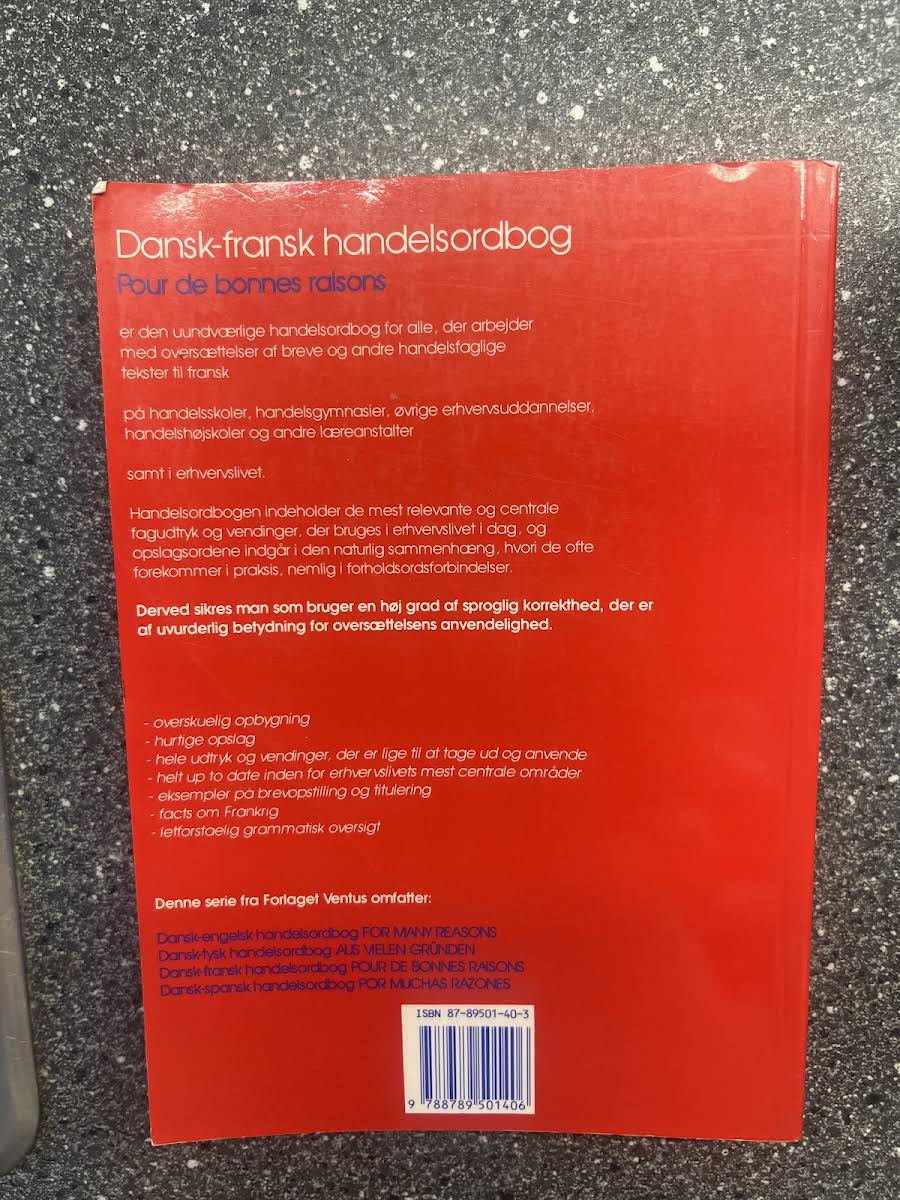 Dansk-fransk handelsordbog
Pour de bonnes raisons
er den uundværlige handelsordbog for alle, der arbejder
med oversættelser af breve og andre handelsfaglige
tekster til fransk
på handelsskoler, handelsgymnasier, øvrige erhvervsuddannelser,
handelshøjskoler og andre læreanstalter
samt i erhvervslivet.
Handelsordbogen indeholder de mest relevante og centrale
fagudtryk og vendinger, der bruges i erhvervslivet i dag, og
opslagsordene indgår i den naturlig sammenhæng, hvori de ofte
forekommer i praksis, nemlig i forholdsordsforbindelser.
Derved sikres man som bruger en høj grad af sproglig korrekthed, der er
af uvurderlig betydning for oversættelsens anvendelighed.
- overskuelig opbygning
- hurtige opslag
- hele udtryk og vendinger, der er lige til at tage ud og anvende
- helt up to date inden for erhvervslivets mest centrale områder
- eksempler på brevopstilling og titulering
- facts om Frankrig
- letforstaelig grammatisk oversigt
Denne serie fra Forlaget Ventus omfatter:
Dansk-engelsk handelsordbog FOR MANY REASONS
Dansk-tysk handelsordbog AUS VIELEN GRÜNDEN
Dansk-fransk handelsordbog POUR DE BONNES RAISONS
Dansk-spansk handelsordbog POR MUCHAS RAZONES
ISBN 87-89501-40-3
9 788789 501406